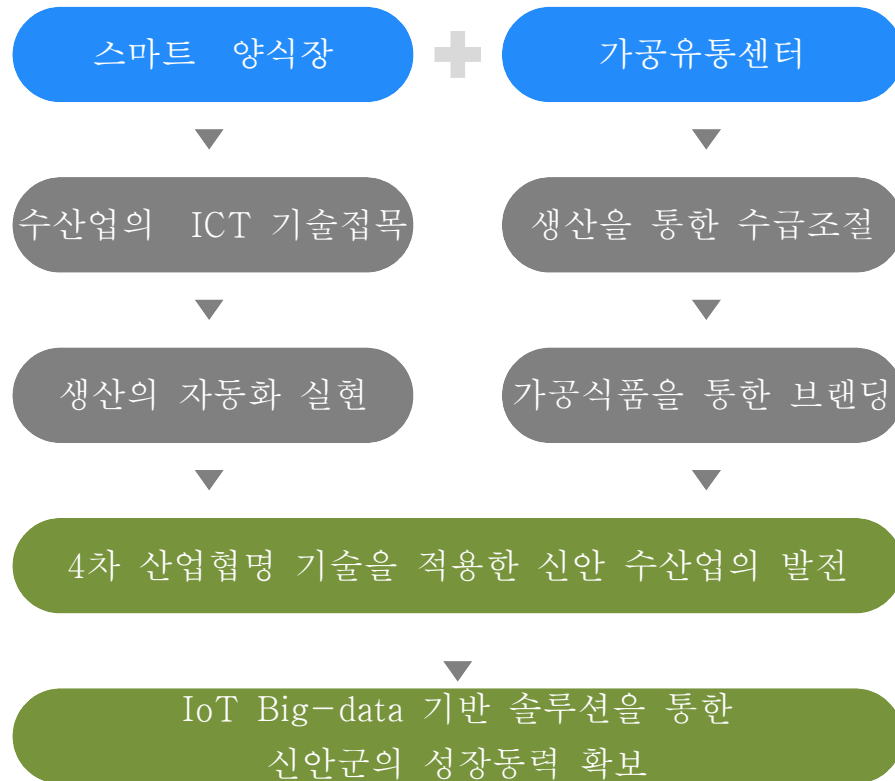 스마트 양식장
가공유통센터
수산업의 ICT 기술접목
생산을 통한 수급조절
생산의 자동화 실현
가공식품을 통한 브랜딩
4차 산업협명 기술을 적용한 신안 수산업의 발전
IoT Big-data 기반 솔루션을 통한
신안군의 성장동력 확보